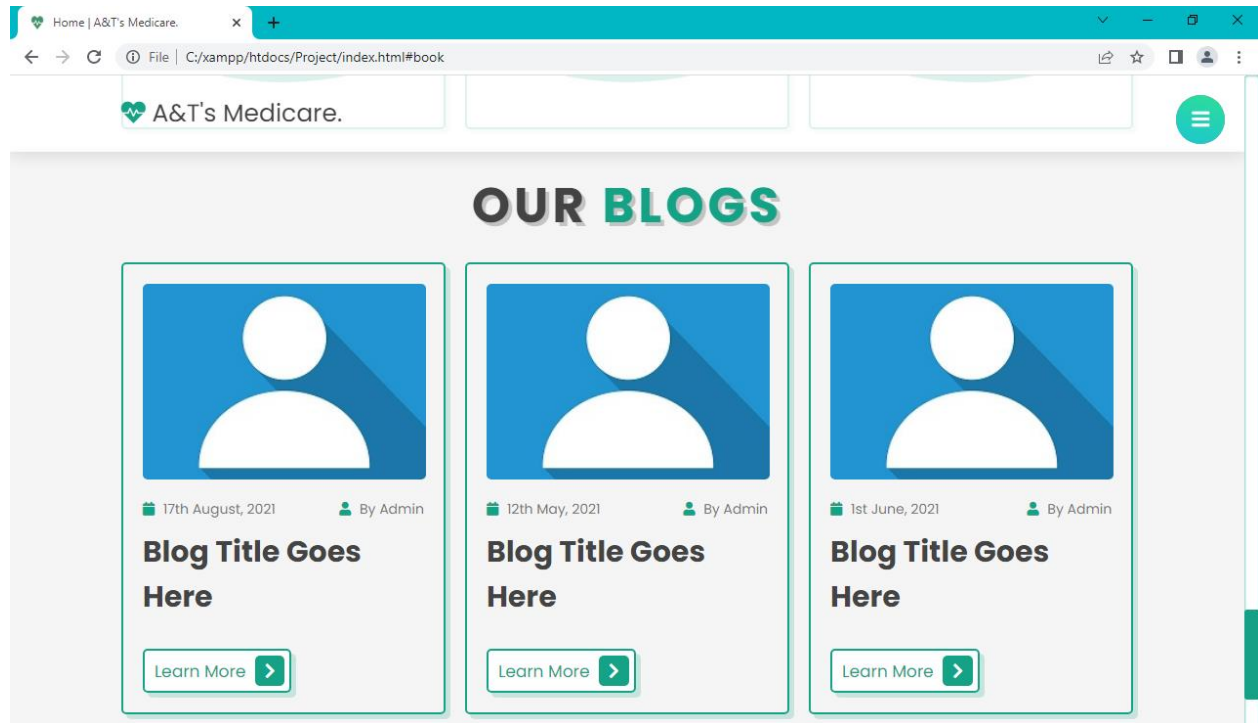 Home | A&T's Medicare.
File | C:/xampp/htdocs/Project/index.html#book
A&T's Medicare.
OUR BLOGS
17th August, 2021 By Admin
12th May, 2021 By Admin
1st June, 2021 By Admin
Blog Title Goes
Here
Blog Title Goes
Here
Blog Title Goes
Here
Learn More
Learn More
Learn More